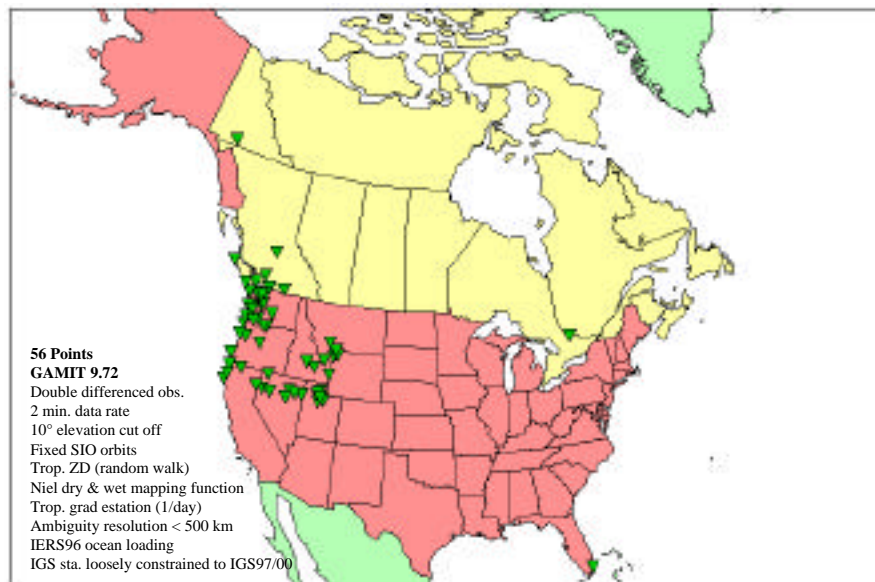 56 Points
GAMIT 9.72
Double differenced obs.
2 min. data rate
10° elevation cut off
Fixed SIO orbits
Trop. ZD (random walk)
Niel dry & wet mapping function
Trop. grad estation (1/day)
Ambiguity resolution < 500 km
IERS96 ocean loading
IGS sta. loosely constrained to IGS97/00